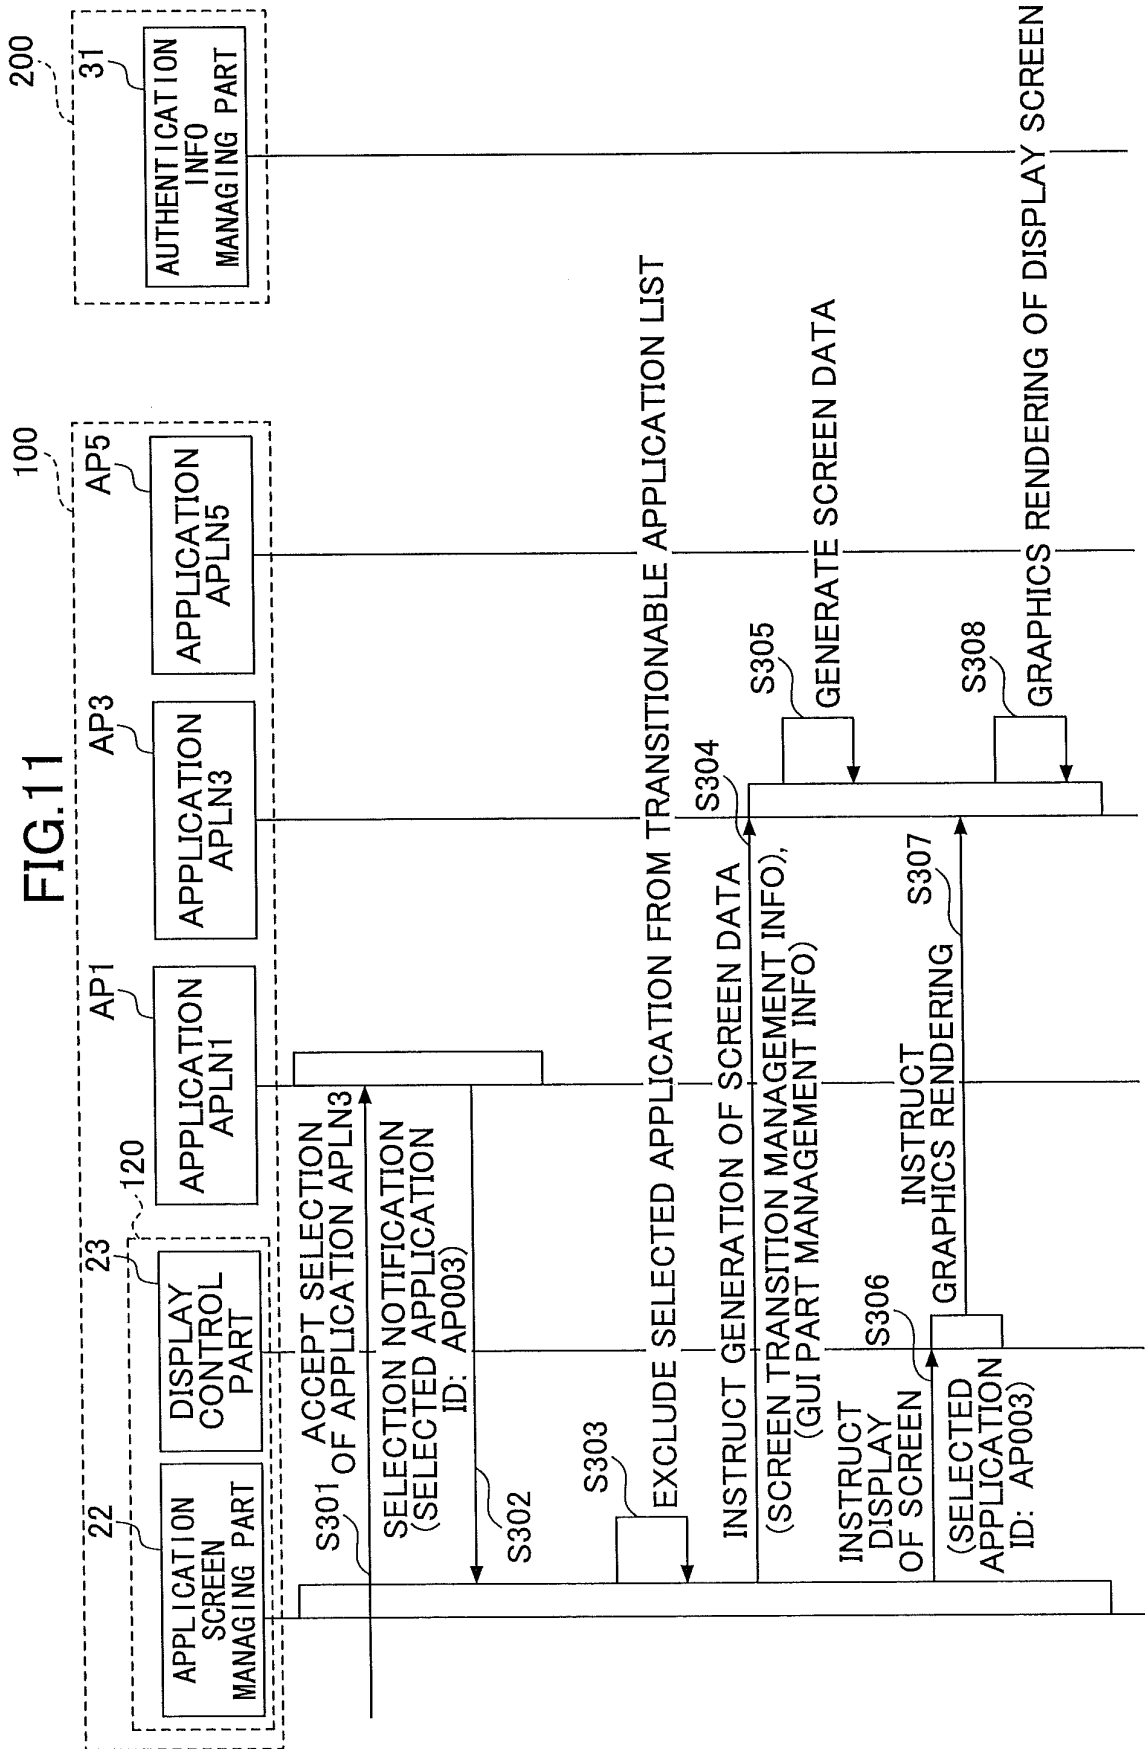 FIG.11
100
120
22
APPLICATION
SCREEN
MANAGING PART
23
DISPLAY
CONTROL
PART
AP1
APPLICATION
APLN1
AP3
APPLICATION
APLN3
AP5
APPLICATION
APLN5
200
31
AUTHENTICATION
INFO
MANAGING PART
S301
ACCEPT SELECTION
OF APPLICATION APLN3
SELECTION NOTIFICATION
(SELECTED APPLICATION
ID: AP003)
S302
S303
EXCLUDE SELECTED APPLICATION FROM TRANSITIONABLE APPLICATION LIST
INSTRUCT GENERATION OF SCREEN DATA
S304
(SCREEN TRANSITION MANAGEMENT INFO),
(GUI PART MANAGEMENT INFO)
S305
GENERATE SCREEN DATA
INSTRUCT
DISPLAY
OF SCREEN
S306
(SELECTED
APPLICATION
ID: AP003)
INSTRUCT
GRAPHICS RENDERING
S307
S308
GRAPHICS RENDERING OF DISPLAY SCREEN